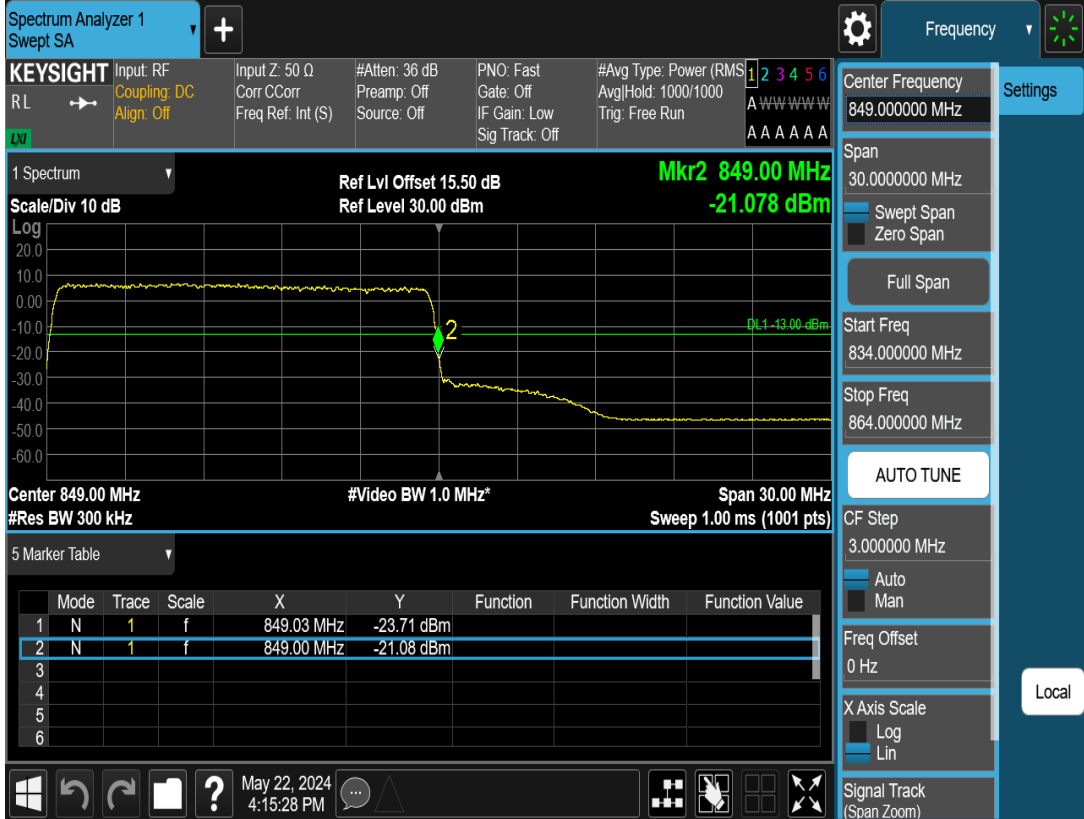 Spectrum Analyzer 1
Swept SA
Frequency
KEYSIGHT
RL
LXI
Input: RF
Coupling: DC
Align: Off
Input Z: 50 Ω
Corr CCorr
Freq Ref: Int (S)
#Atten: 36 dB
Preamp: Off
Source: Off
PNO: Fast
Gate: Off
IF Gain: Low
Sig Track: Off
#Avg Type: Power (RMS
Avg|Hold: 1000/1000
Trig: Free Run
1 2 3 4 5 6
A W W W W W
A A A A A A
1 Spectrum
Scale/Div 10 dB
Ref Lvl Offset 15.50 dB
Ref Level 30.00 dBm
Mkr2 849.00 MHz
-21.078 dBm
Log
20.0
10.0
0.00
-10.0
-20.0
-30.0
-40.0
-50.0
-60.0
2
DL1 -13.00 dBm
Center 849.00 MHz
#Video BW 1.0 MHz*
Span 30.00 MHz
#Res BW 300 kHz
Sweep 1.00 ms (1001 pts)
5 Marker Table
Mode Trace Scale X Y Function Function Width Function Value
1 N 1 f 849.03 MHz -23.71 dBm
2 N 1 f 849.00 MHz -21.08 dBm
3
4
5
6
May 22, 2024
4:15:28 PM
?
Center Frequency
849.000000 MHz
Span
30.0000000 MHz
Swept Span
Zero Span
Full Span
Start Freq
834.000000 MHz
Stop Freq
864.000000 MHz
AUTO TUNE
CF Step
3.000000 MHz
Auto
Man
Freq Offset
0 Hz
X Axis Scale
Log
Lin
Signal Track
(Span Zoom)
Settings
Local